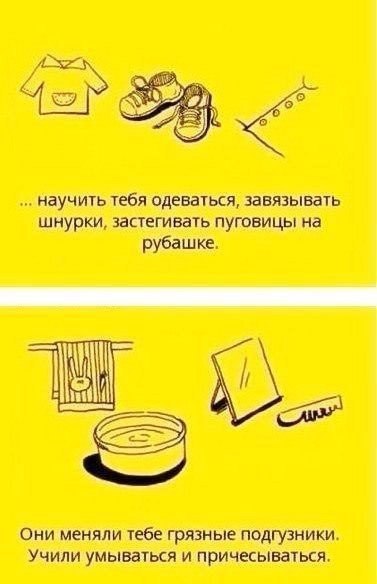 ... научить тебя одеваться, завязывать
шнурки, застегивать пуговицы на
рубашке.
Они меняли тебе грязные подгузники.
Учили умываться и причесываться.